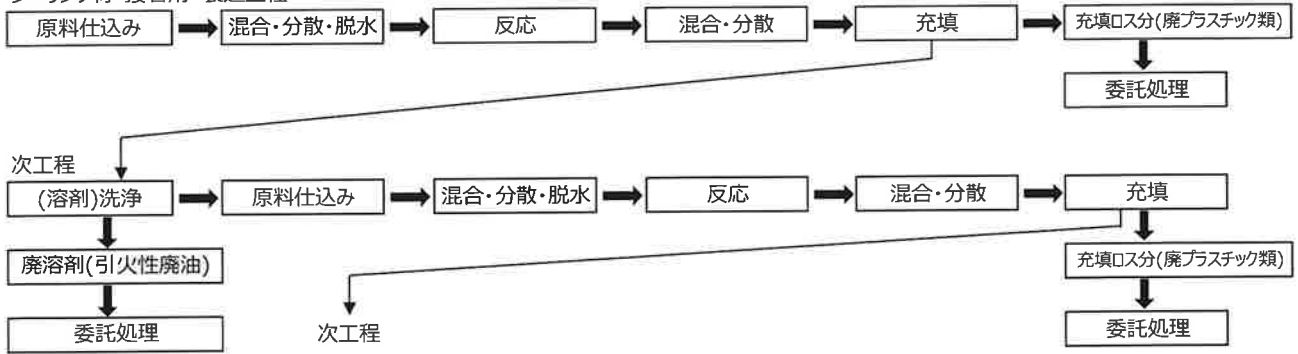 原料仕込み
混合・分散・脱水
反応
混合・分散
充填
充填ロス分(廃プラスチック類)
委託処理
次工程
(溶剤)洗浄
原料仕込み
混合・分散・脱水
反応
混合・分散
充填
廃溶剤(引火性廃油)
充填ロス分(廃プラスチック類)
委託処理
次工程
委託処理